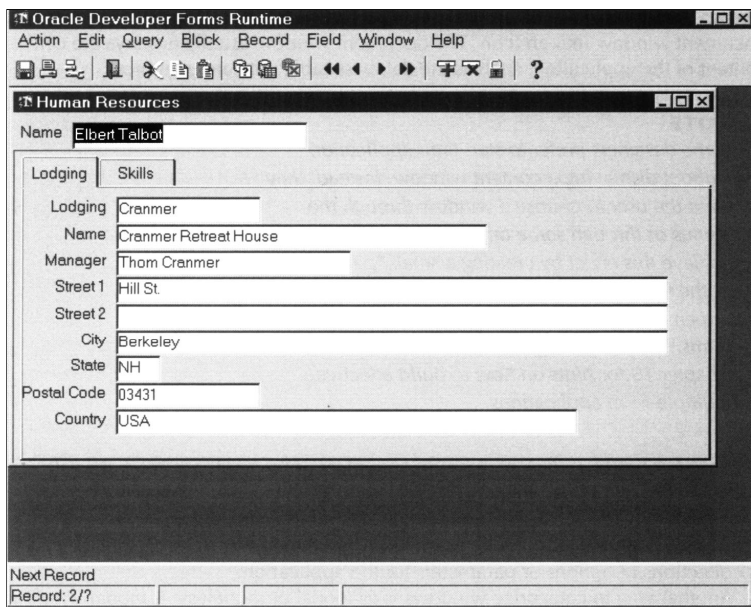 Oracle Developer Forms Runtime
Action Edit Query Block Record Field Window Help
Human Resources
Name Elbert Talbot
Lodging Skills
Lodging Cranmer
Name Cranmer Retreat House
Manager Thom Cranmer
Street 1 Hill St.
Street 2
City Berkeley
State NH
Postal Code 03431
Country USA
Next Record
Record: 2/?